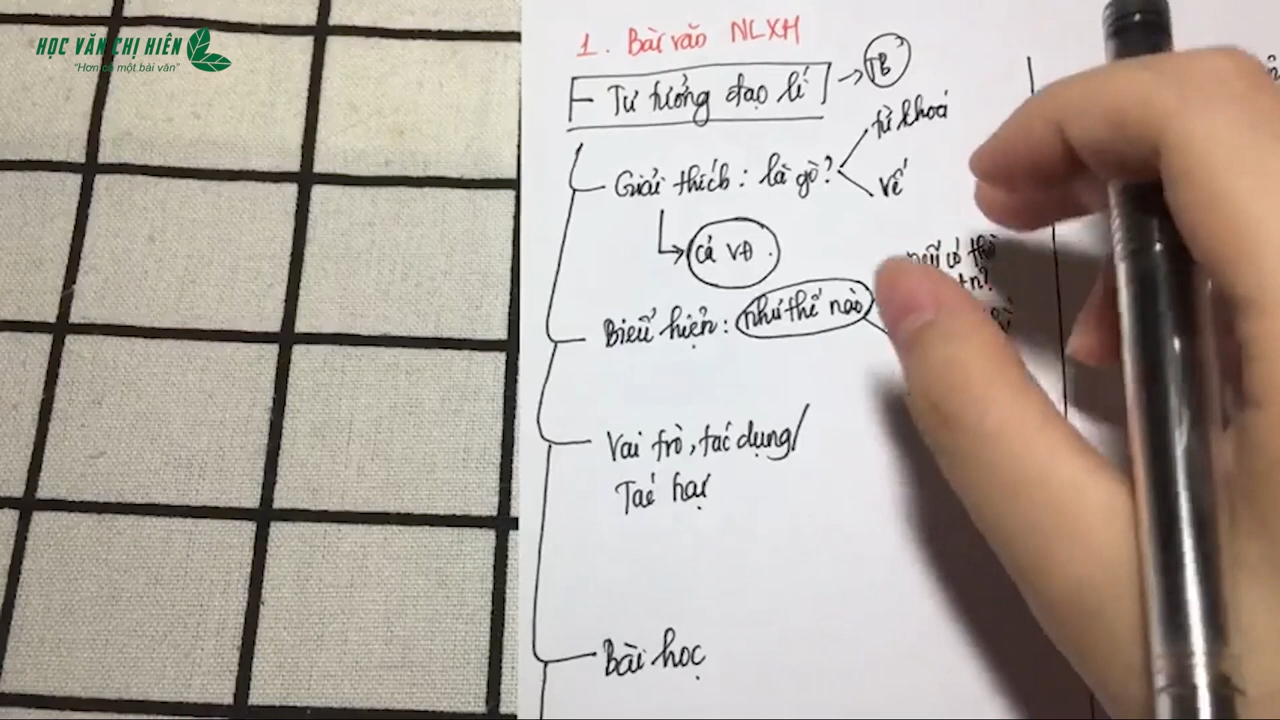 HỌC VĂN CHỊ HIÊN
"Hơn cả một bài văn"
1. Bài văn NLXH
- Tư tưởng đạo lí → TB
Giải thích: là gì? từ khoá
vế
cả VĐ
Biểu hiện: như thế nào
Vai trò, tác dụng/
Tác hại
Bài học